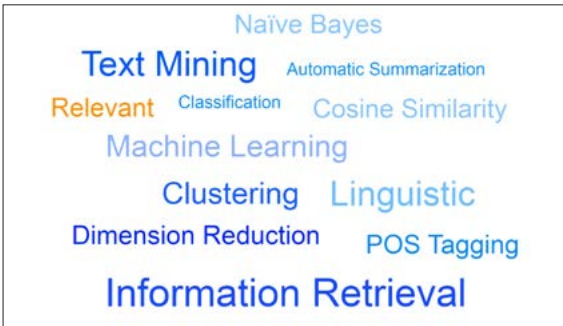 Naïve Bayes
Text Mining Automatic Summarization
Relevant Classification Cosine Similarity
Machine Learning
Clustering Linguistic
Dimension Reduction POS Tagging
Information Retrieval